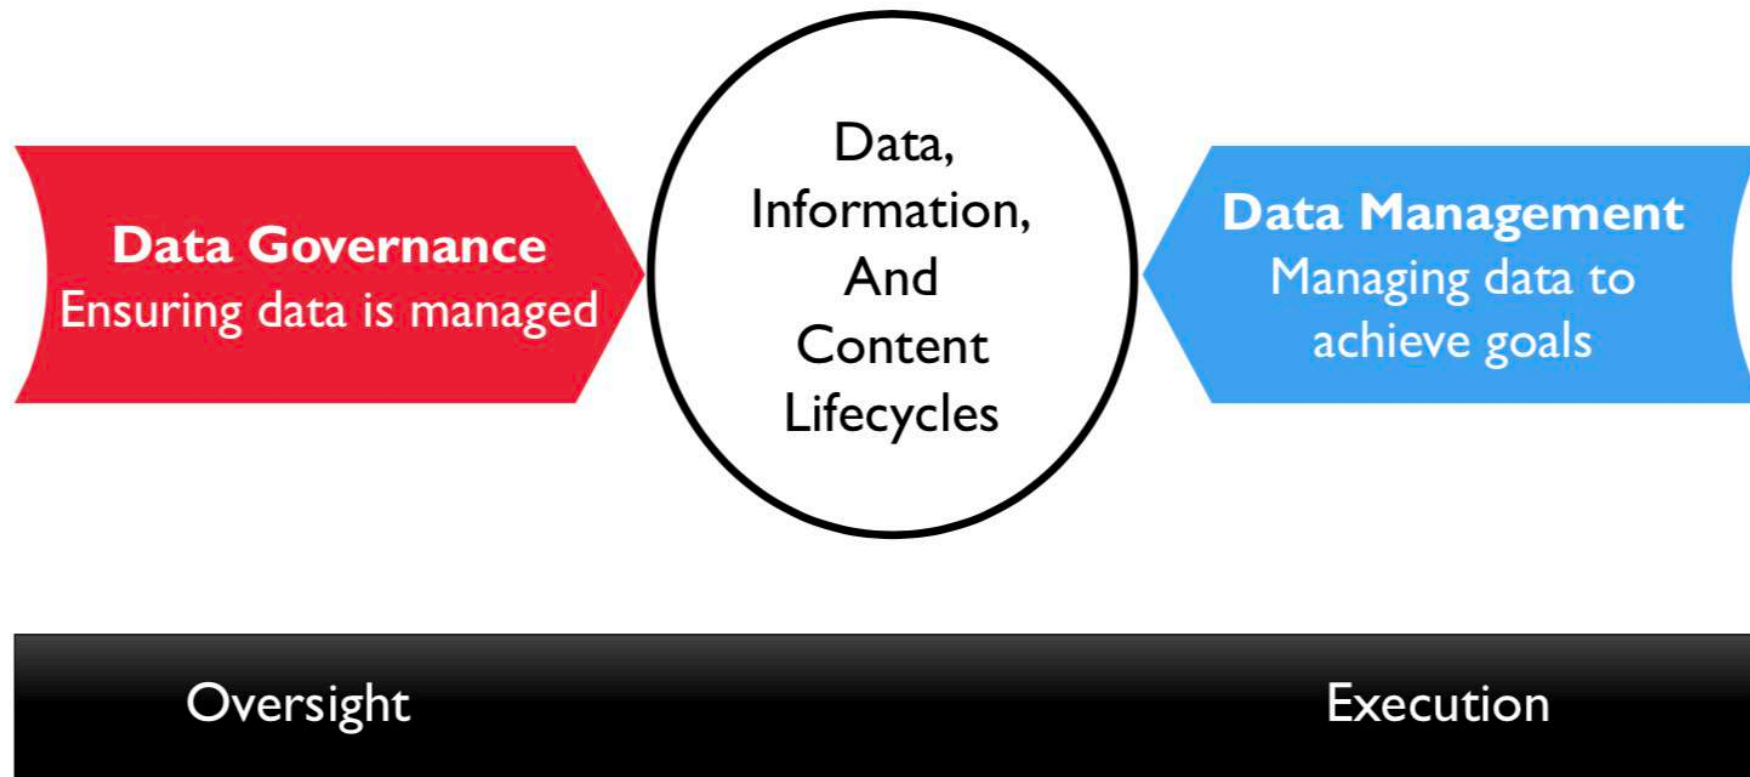 Data Governance
Ensuring data is managed
Data,
Information,
And
Content
Lifecycles
Data Management
Managing data to
achieve goals
Oversight
Execution